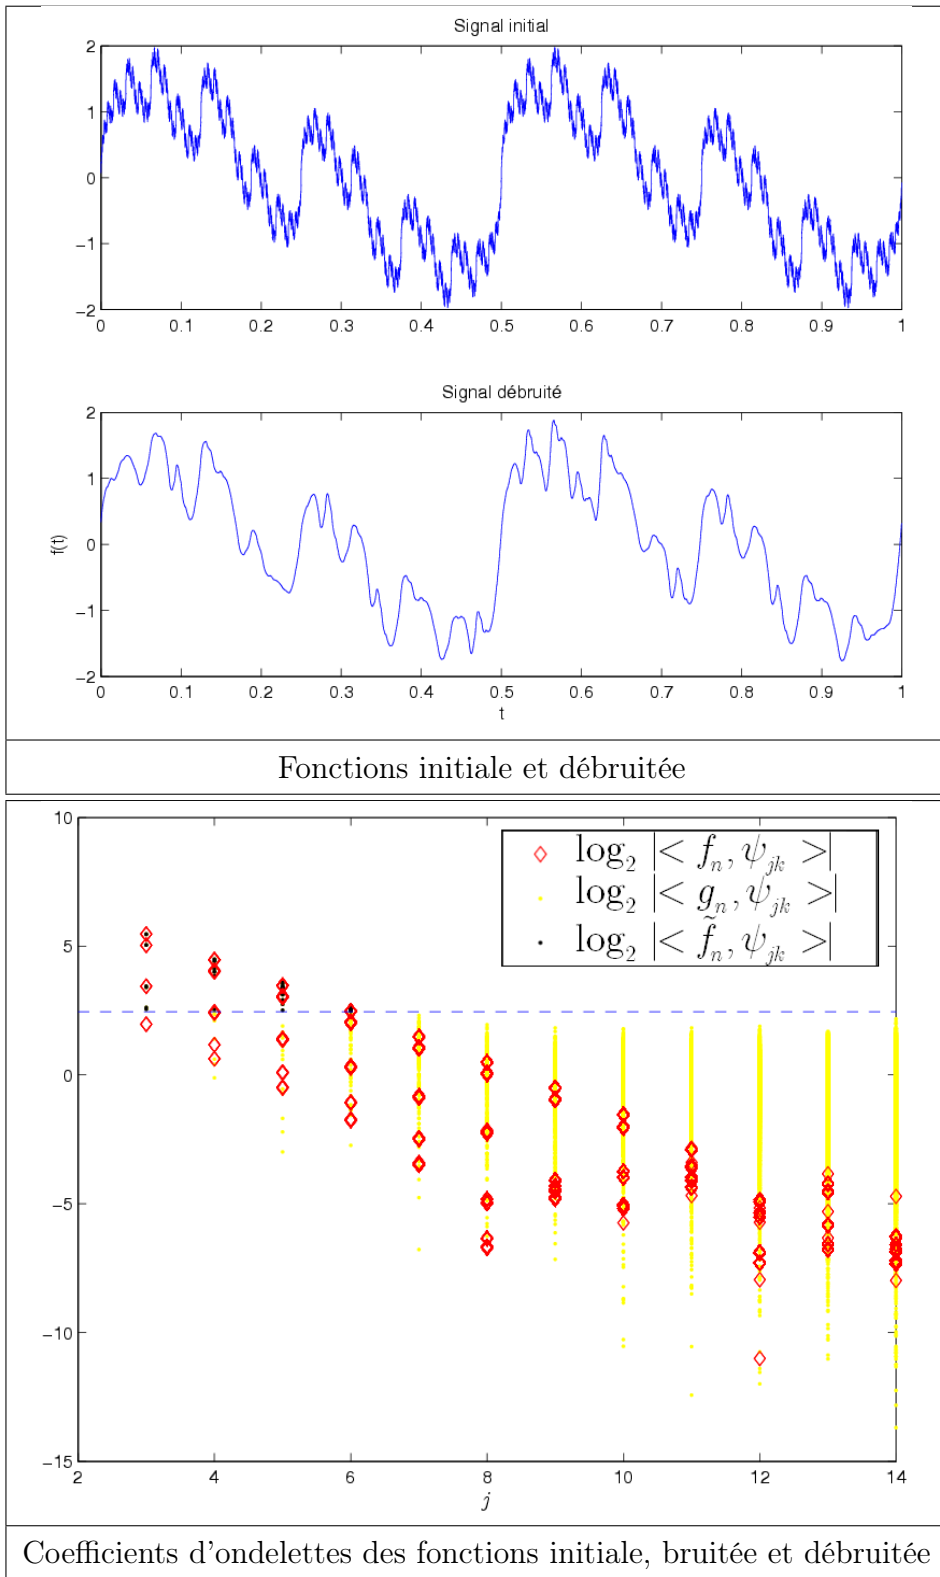 Signal initial
2
1
0
−1
−2
0 0.1 0.2 0.3 0.4 0.5 0.6 0.7 0.8 0.9 1
Signal débruité
2
1
0
−1
−2
f(t)
0 0.1 0.2 0.3 0.4 0.5 0.6 0.7 0.8 0.9 1
t
Fonctions initiale et débruitée
10
5
0
−5
−10
−15
log₂ |< fₙ, ψⱼₖ >|
log₂ |< gₙ, ψⱼₖ >|
log₂ |< f̃ₙ, ψⱼₖ >|
2 4 6 8 10 12 14
j
Coefficients d'ondelettes des fonctions initiale, bruitée et débruitée